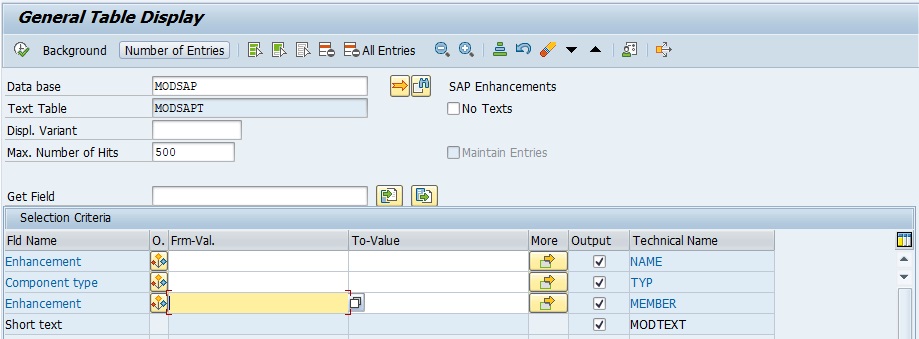 General Table Display
Background Number of Entries All Entries
Data base MODSAP SAP Enhancements
Text Table MODSAPT No Texts
Displ. Variant
Max. Number of Hits 500 Maintain Entries
Get Field
Selection Criteria
Fld Name O. Frm-Val. To-Value More Output Technical Name
Enhancement NAME
Component type TYP
Enhancement MEMBER
Short text MODTEXT